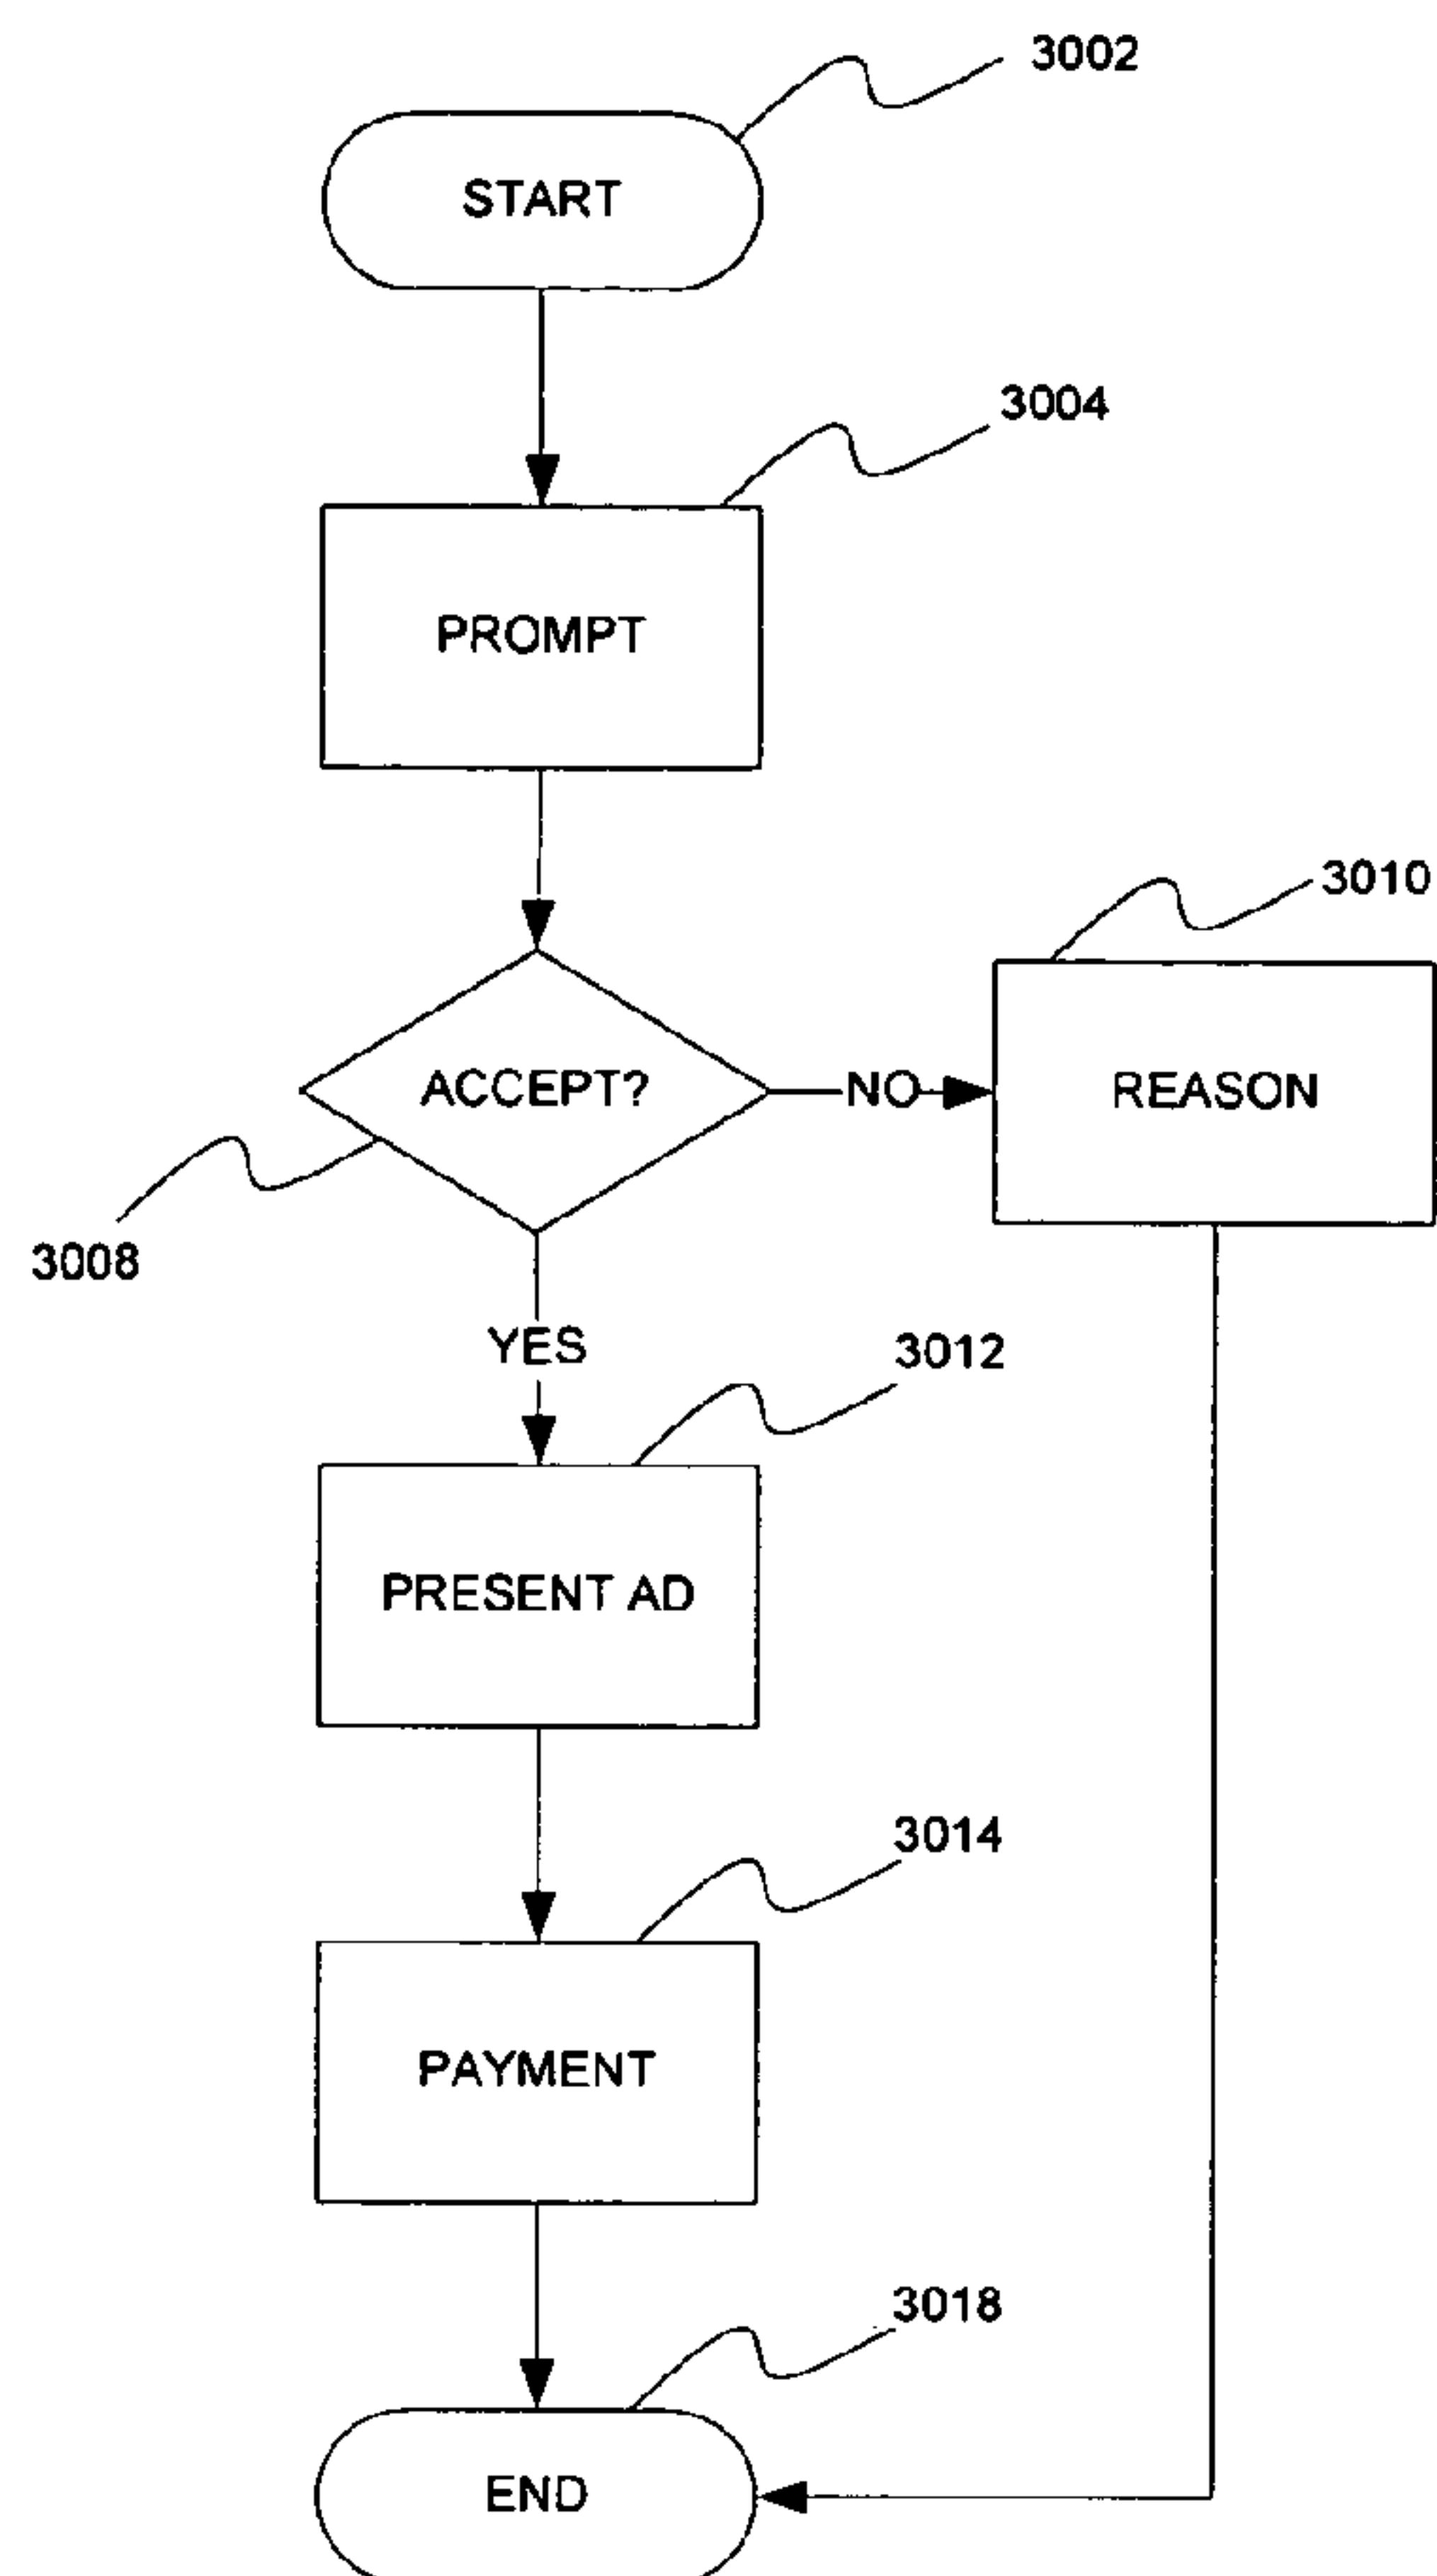 3002
START
3004
PROMPT
3010
ACCEPT?
NO
REASON
3008
YES
3012
PRESENT AD
3014
PAYMENT
3018
END